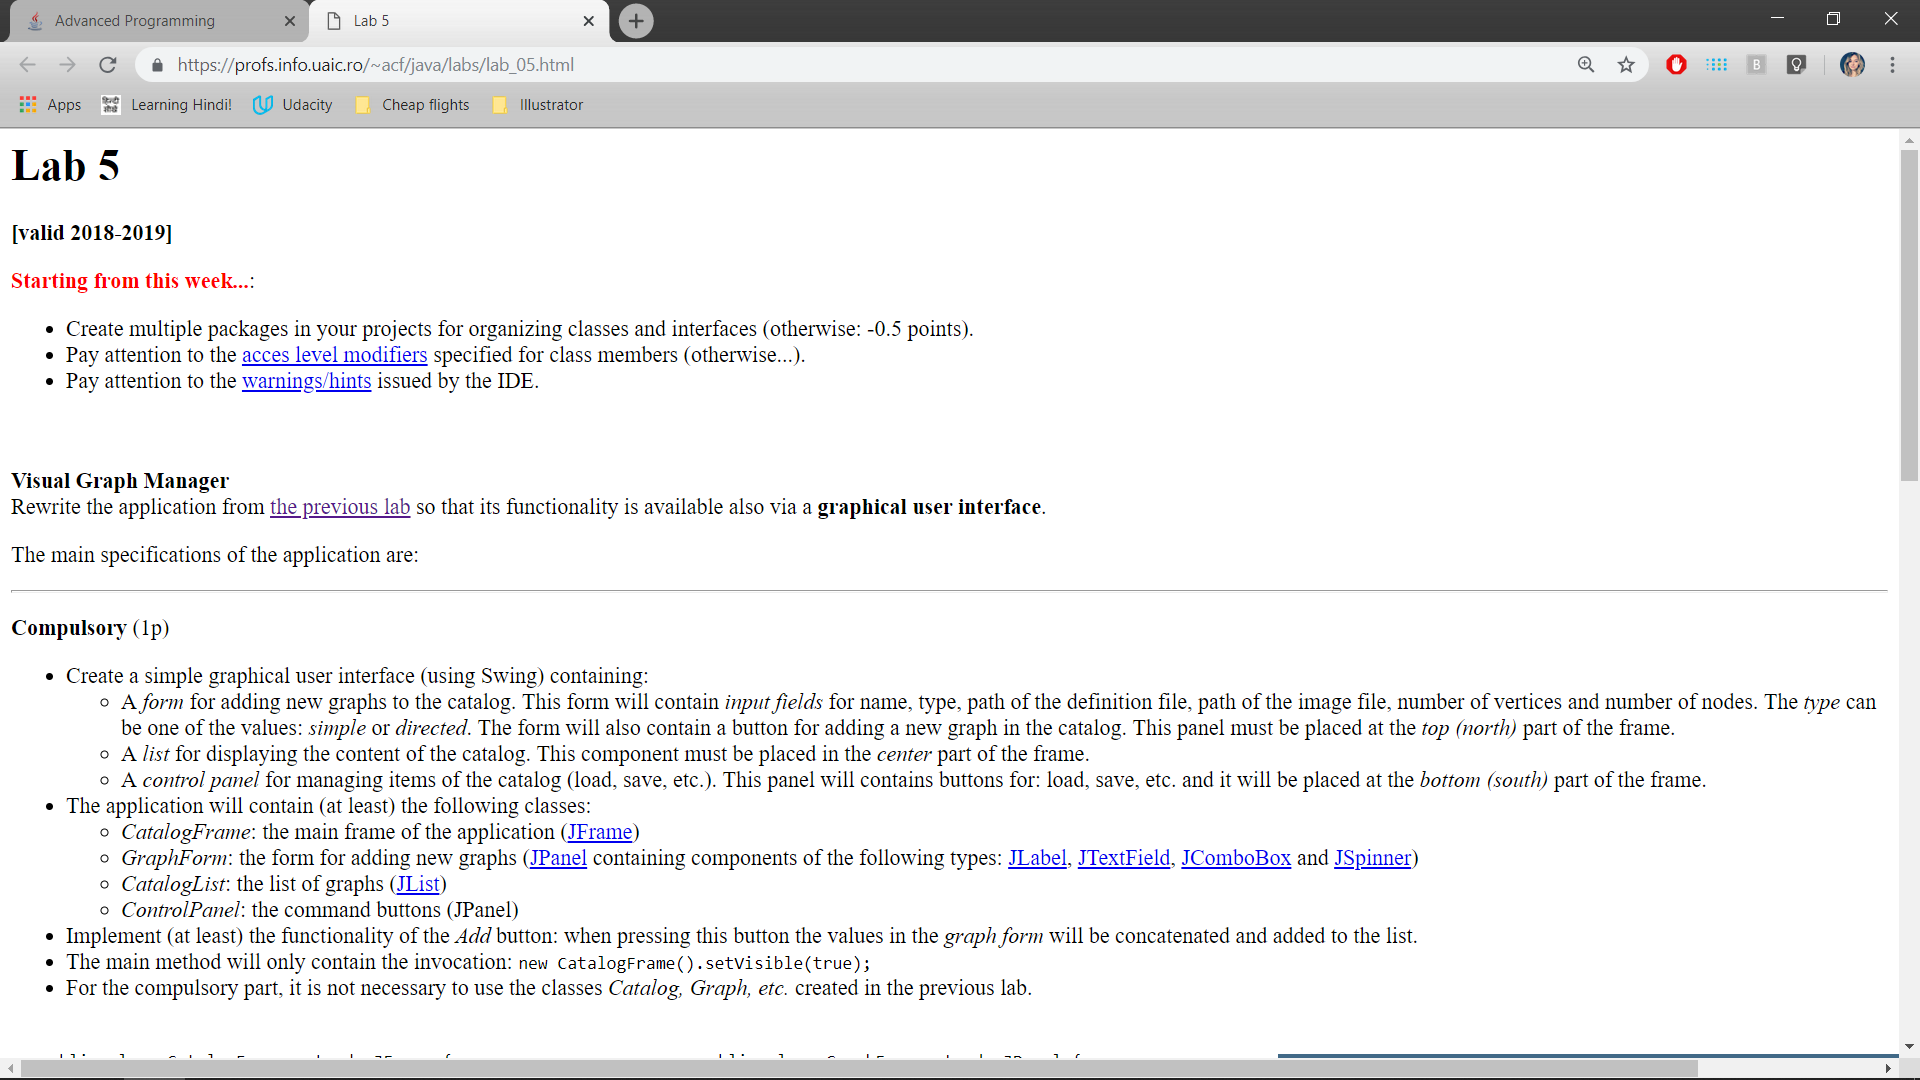 Advanced Programming
Lab 5
https://profs.info.uaic.ro/~acf/java/labs/lab_05.html
B
Apps
Learning Hindi!
Udacity
Cheap flights
Illustrator
Lab 5
[valid 2018-2019]
Starting from this week...:
Create multiple packages in your projects for organizing classes and interfaces (otherwise: -0.5 points).
Pay attention to the acces level modifiers specified for class members (otherwise...).
Pay attention to the warnings/hints issued by the IDE.
Visual Graph Manager
Rewrite the application from the previous lab so that its functionality is available also via a graphical user interface.
The main specifications of the application are:
Compulsory (1p)
Create a simple graphical user interface (using Swing) containing:
A form for adding new graphs to the catalog. This form will contain input fields for name, type, path of the definition file, path of the image file, number of vertices and number of nodes. The type can
be one of the values: simple or directed. The form will also contain a button for adding a new graph in the catalog. This panel must be placed at the top (north) part of the frame.
A list for displaying the content of the catalog. This component must be placed in the center part of the frame.
A control panel for managing items of the catalog (load, save, etc.). This panel will contains buttons for: load, save, etc. and it will be placed at the bottom (south) part of the frame.
The application will contain (at least) the following classes:
CatalogFrame: the main frame of the application (JFrame)
GraphForm: the form for adding new graphs (JPanel containing components of the following types: JLabel, JTextField, JComboBox and JSpinner)
CatalogList: the list of graphs (JList)
ControlPanel: the command buttons (JPanel)
Implement (at least) the functionality of the Add button: when pressing this button the values in the graph form will be concatenated and added to the list.
The main method will only contain the invocation: new CatalogFrame().setVisible(true);
For the compulsory part, it is not necessary to use the classes Catalog, Graph, etc. created in the previous lab.